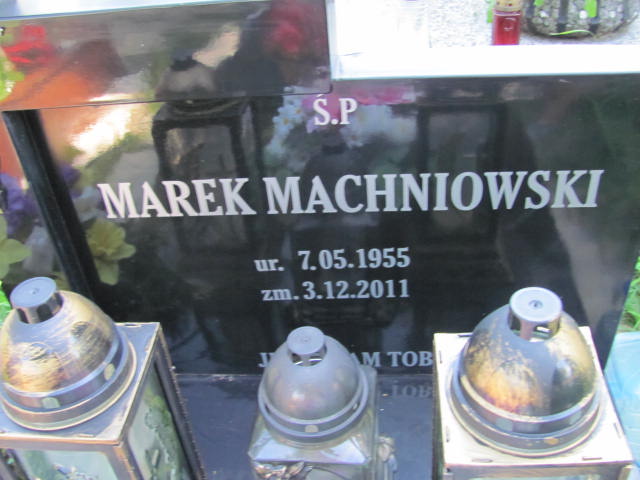 Ś.P
MAREK MACHNIOWSKI
ur. 7.05.1955
zm. 3.12.2011